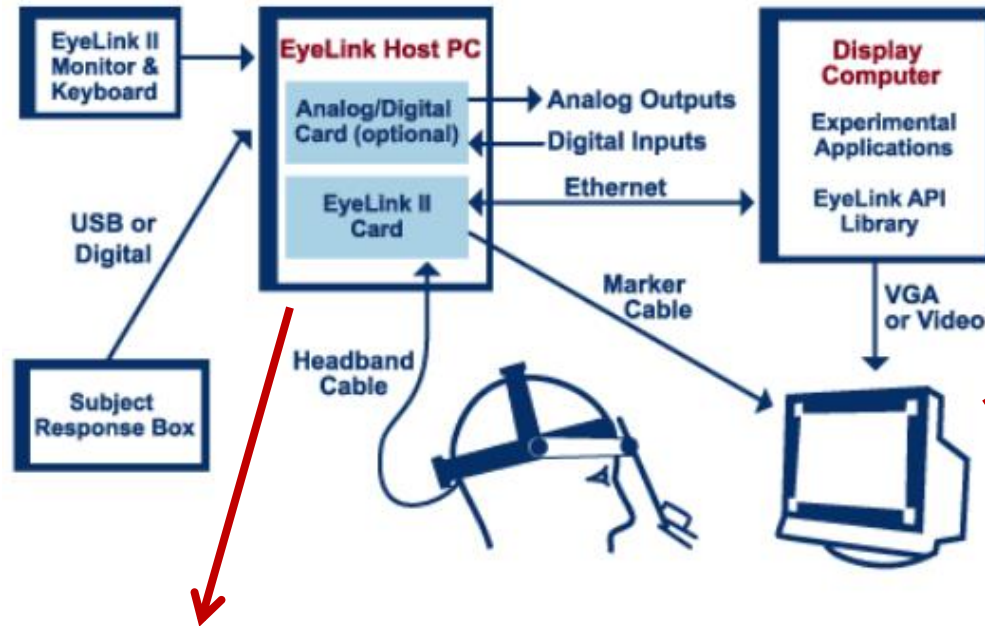 EyeLink II
Monitor &
Keyboard
EyeLink Host PC
Analog/Digital
Card (optional)
EyeLink II
Card
Analog Outputs
Digital Inputs
Ethernet
Display
Computer
Experimental
Applications
EyeLink API
Library
USB or
Digital
Marker
Cable
VGA
or Video
Headband
Cable
Subject
Response Box